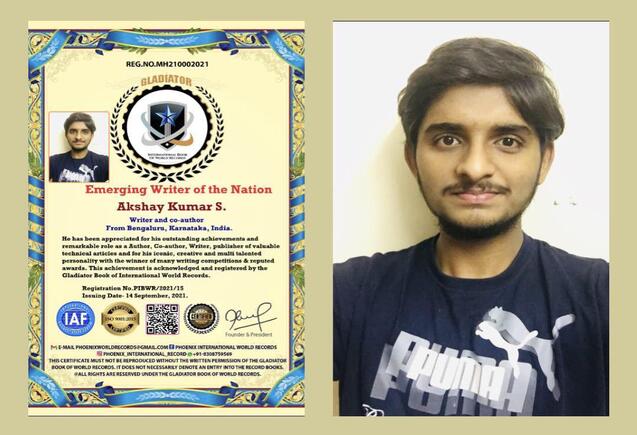 REG.NO.MH210002021
GLADIATOR
INTERNATIONAL BOOK
OF WORLD RECORDS
Emerging Writer of the Nation
Akshay Kumar S.
Writer and co-author
From Bengaluru, Karnataka, India.
He has been appreciated for his outstanding achievements and
remarkable role as a Author, Co-author, Writer, publisher of valuable
technical articles and for his iconic, creative and multi talented
personality with the winner of many writing competitions & reputed
awards. This achievement is acknowledged and registered by the
Gladiator Book of International World Records.
Registration No.PIBWR/2021/15
Issuing Date- 14 September, 2021.
IAF
ISO 9001:2015
CERTIFIED
Founder & President
E-MAIL PHOENIXWORLDRECORDS@GMAIL.COM PHOENIX INTERNATIONAL WORLD RECORDS
PHOENIX_INTERNATIONAL_RECORD +91-8308759569
THIS CERTIFICATE MUST NOT BE REPRODUCED WITHOUT THE WRITTEN PERMISSION OF THE GLADIATOR
BOOK OF WORLD RECORDS. IT DOES NOT NECESSARILY DENOTE AN ENTRY INTO THE RECORD BOOKS.
@ALL RIGHTS ARE RESERVED UNDER THE GLADIATOR BOOK OF WORLD RECORDS.
PUMA